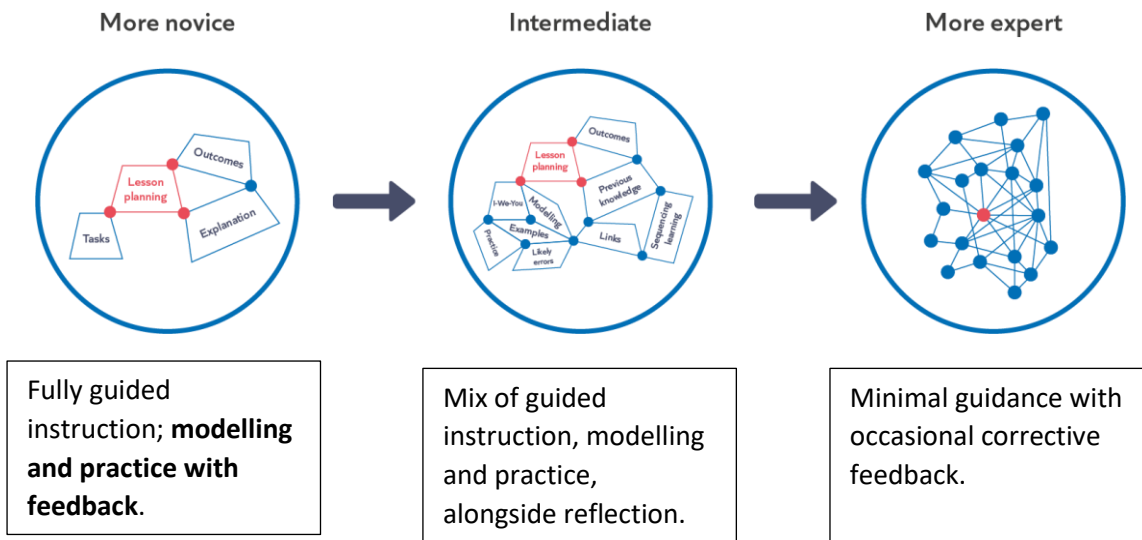 More novice
Intermediate
More expert
Outcomes
Lesson
planning
Tasks
Explanation
Outcomes
Lesson
planning
Previous
knowledge
I-We-You
Modelling
Examples
Practice
Likely
errors
Links
Sequencing
learning
Fully guided
instruction; modelling
and practice with
feedback.
Mix of guided
instruction, modelling
and practice,
alongside reflection.
Minimal guidance with
occasional corrective
feedback.